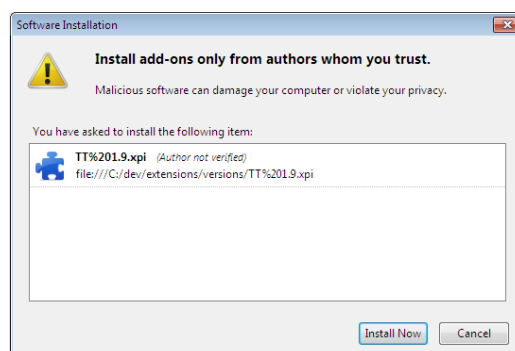 Software Installation
Install add-ons only from authors whom you trust.
Malicious software can damage your computer or violate your privacy.
You have asked to install the following item:
TT%201.9.xpi (Author not verified)
file:///C:/dev/extensions/versions/TT%201.9.xpi
Install Now Cancel